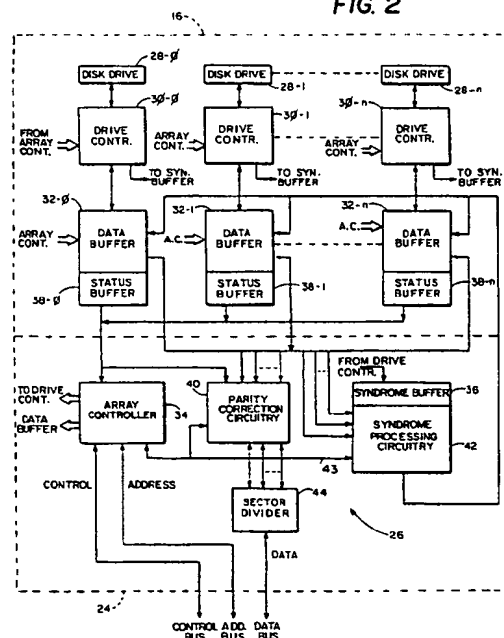 FIG. 2
16
28-0
DISK DRIVE
DISK DRIVE
28-1
DISK DRIVE
28-n
30-0
30-1
30-n
FROM
ARRAY
CONT.
DRIVE
CONTR.
ARRAY
CONT.
DRIVE
CONTR.
ARRAY
CONT.
DRIVE
CONTR.
TO SYN.
BUFFER
TO SYN.
BUFFER
TO SYN.
BUFFER
32-0
32-1
32-n
ARRAY
CONT.
DATA
BUFFER
A.C.
DATA
BUFFER
A.C.
DATA
BUFFER
STATUS
BUFFER
38-0
STATUS
BUFFER
38-1
STATUS
BUFFER
38-n
FROM DRIVE
CONTR.
TO DRIVE
CONT.
DATA
BUFFER
ARRAY
CONTROLLER
34
40
PARITY
CORRECTION
CIRCUITRY
SYNDROME BUFFER
36
SYNDROME
PROCESSING
CIRCUITRY
42
43
CONTROL
ADDRESS
44
SECTOR
DIVIDER
26
DATA
24
CONTROL
BUS
ADD.
BUS
DATA
BUS